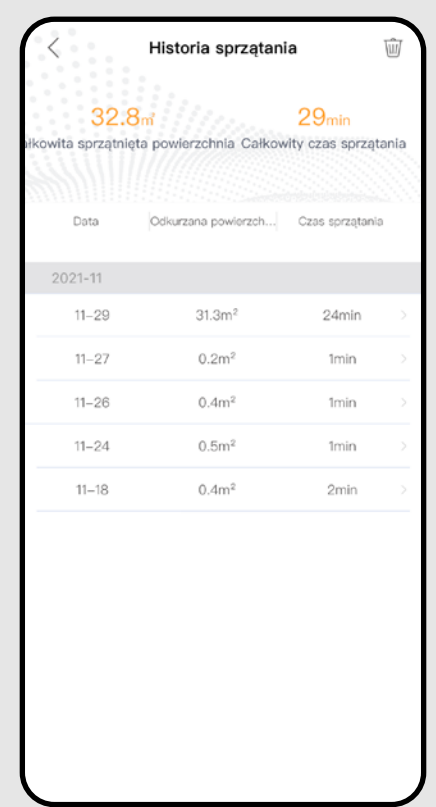 Historia sprzątania
32.8㎡ 29min
ałkowita sprzątnięta powierzchnia Całkowity czas sprzątania
Data Odkurzana powierzch... Czas sprzątania
2021-11
11-29 31.3m² 24min
11-27 0.2m² 1min
11-26 0.4m² 1min
11-24 0.5m² 1min
11-18 0.4m² 2min